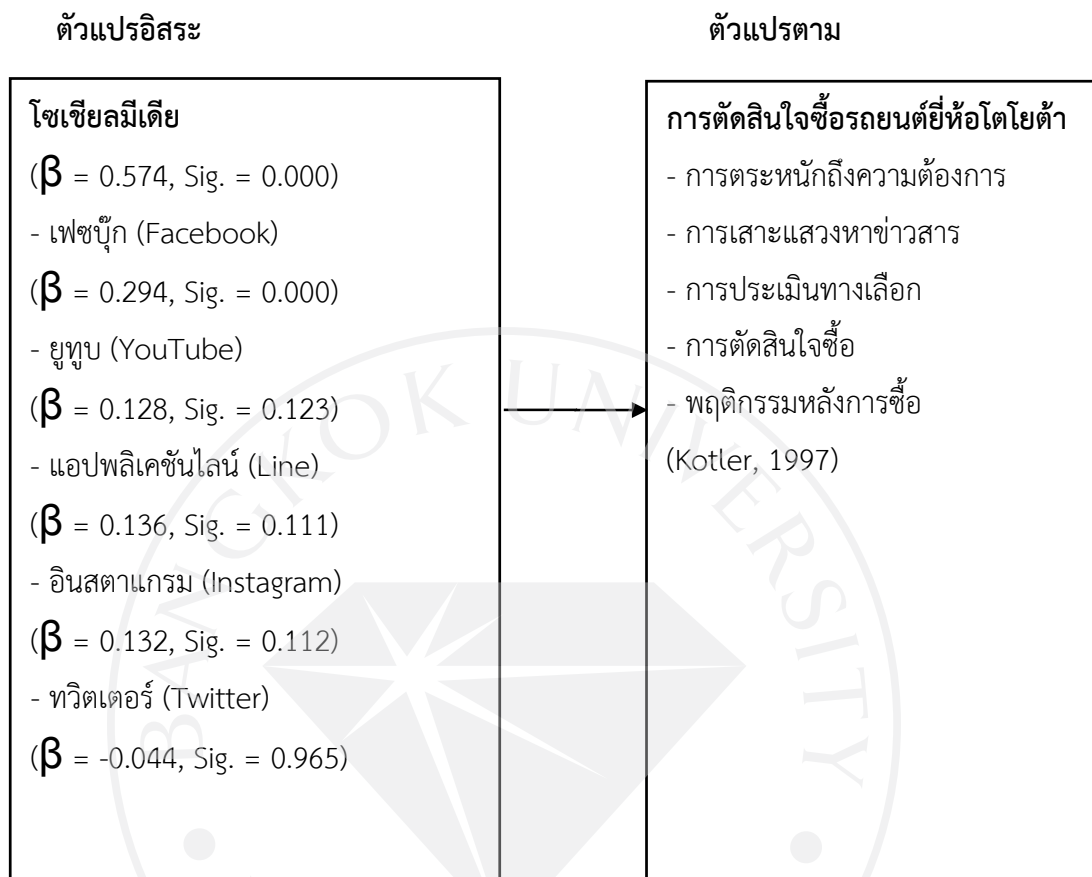 ตัวแปรอิสระ
ตัวแปรตาม
โซเชียลมีเดีย
(β = 0.574, Sig. = 0.000)
- เฟซบุ๊ก (Facebook)
(β = 0.294, Sig. = 0.000)
- ยูทูบ (YouTube)
(β = 0.128, Sig. = 0.123)
- แอปพลิเคชันไลน์ (Line)
(β = 0.136, Sig. = 0.111)
- อินสตาแกรม (Instagram)
(β = 0.132, Sig. = 0.112)
- ทวิตเตอร์ (Twitter)
(β = -0.044, Sig. = 0.965)
การตัดสินใจซื้อรถยนต์ยี่ห้อโตโยต้า
- การตระหนักถึงความต้องการ
- การเสาะแสวงหาข่าวสาร
- การประเมินทางเลือก
- การตัดสินใจซื้อ
- พฤติกรรมหลังการซื้อ
(Kotler, 1997)
BANGKOK UNIVERSITY